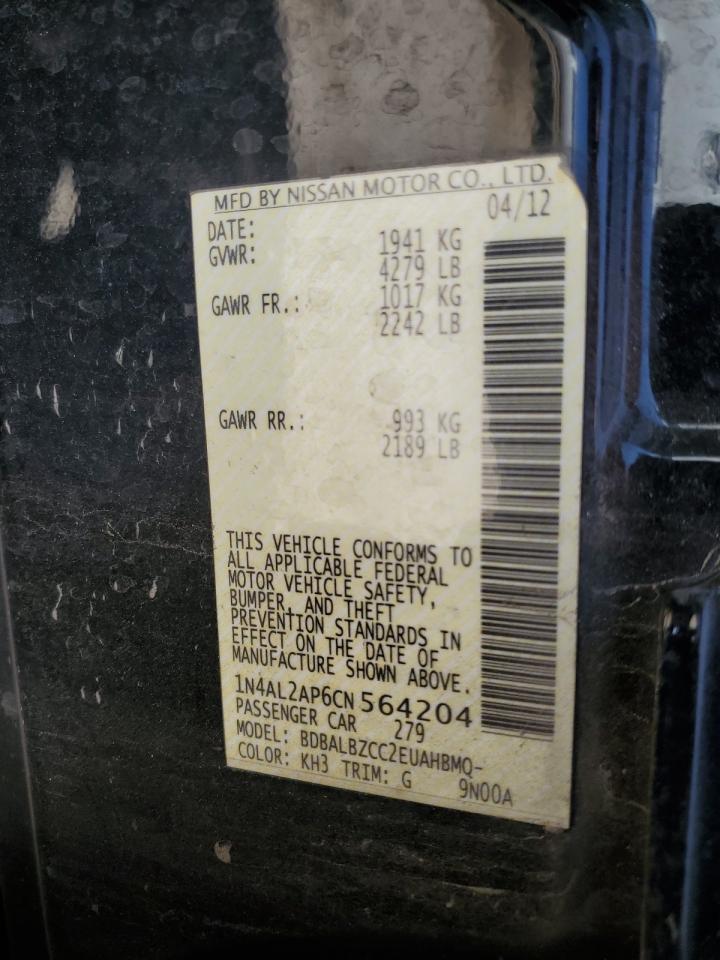 MFD BY NISSAN MOTOR CO., LTD.
DATE: 04/12
GVWR: 1941 KG
4279 LB
GAWR FR.: 1017 KG
2242 LB
GAWR RR.: 993 KG
2189 LB
THIS VEHICLE CONFORMS TO
ALL APPLICABLE FEDERAL
MOTOR VEHICLE SAFETY,
BUMPER, AND THEFT
PREVENTION STANDARDS IN
EFFECT ON THE DATE OF
MANUFACTURE SHOWN ABOVE.
1N4AL2AP6CN 564204
PASSENGER CAR 279
MODEL: BDBALBZCC2EUAHBMQ-
COLOR: KH3 TRIM: G 9N00A